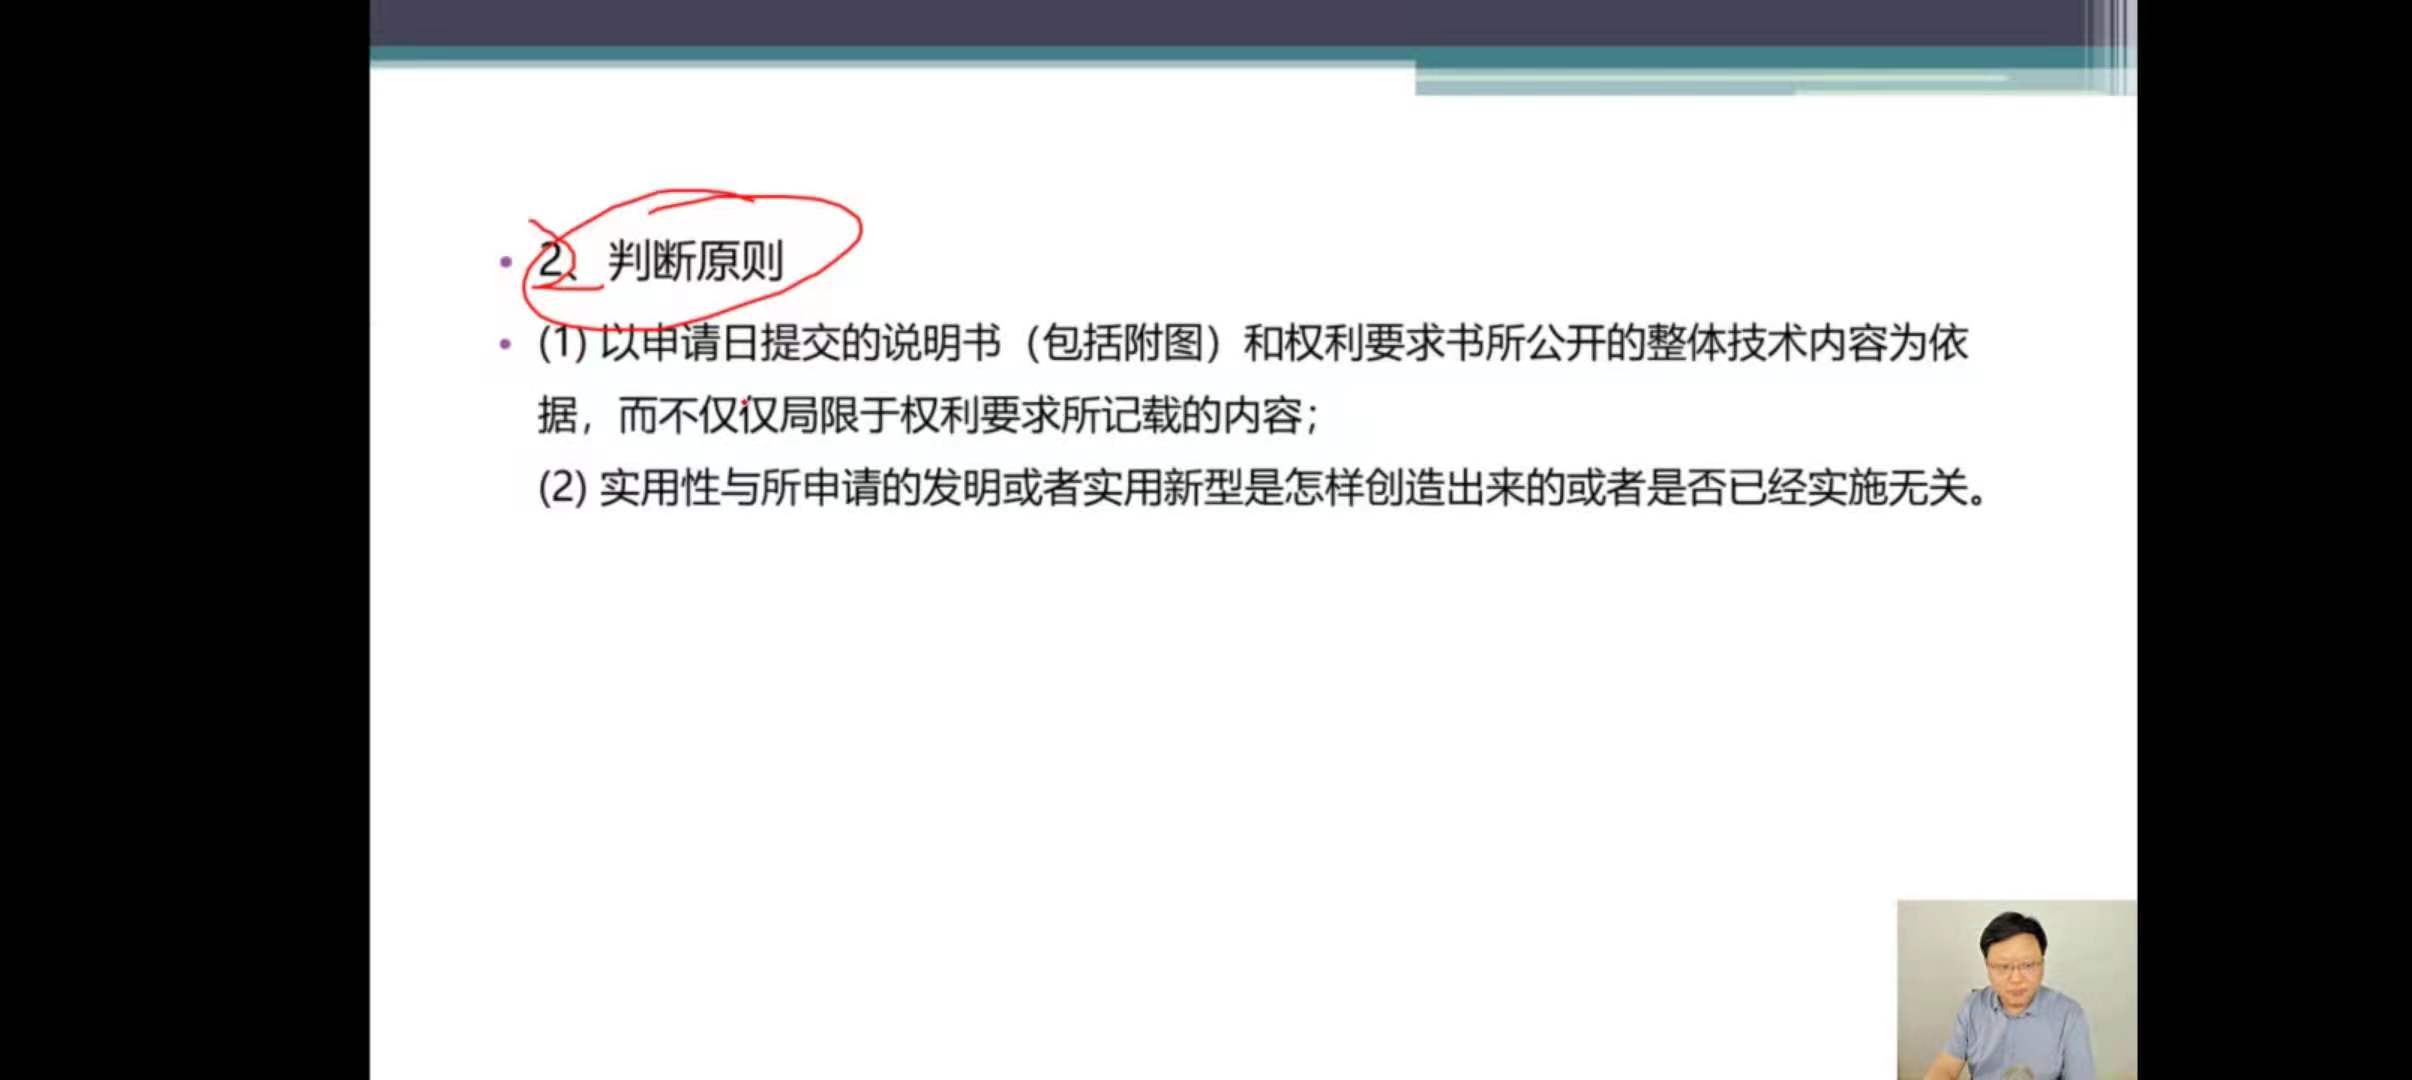 2、判断原则
(1) 以申请日提交的说明书（包括附图）和权利要求书所公开的整体技术内容为依
据，而不仅仅局限于权利要求所记载的内容；
(2) 实用性与所申请的发明或者实用新型是怎样创造出来的或者是否已经实施无关。